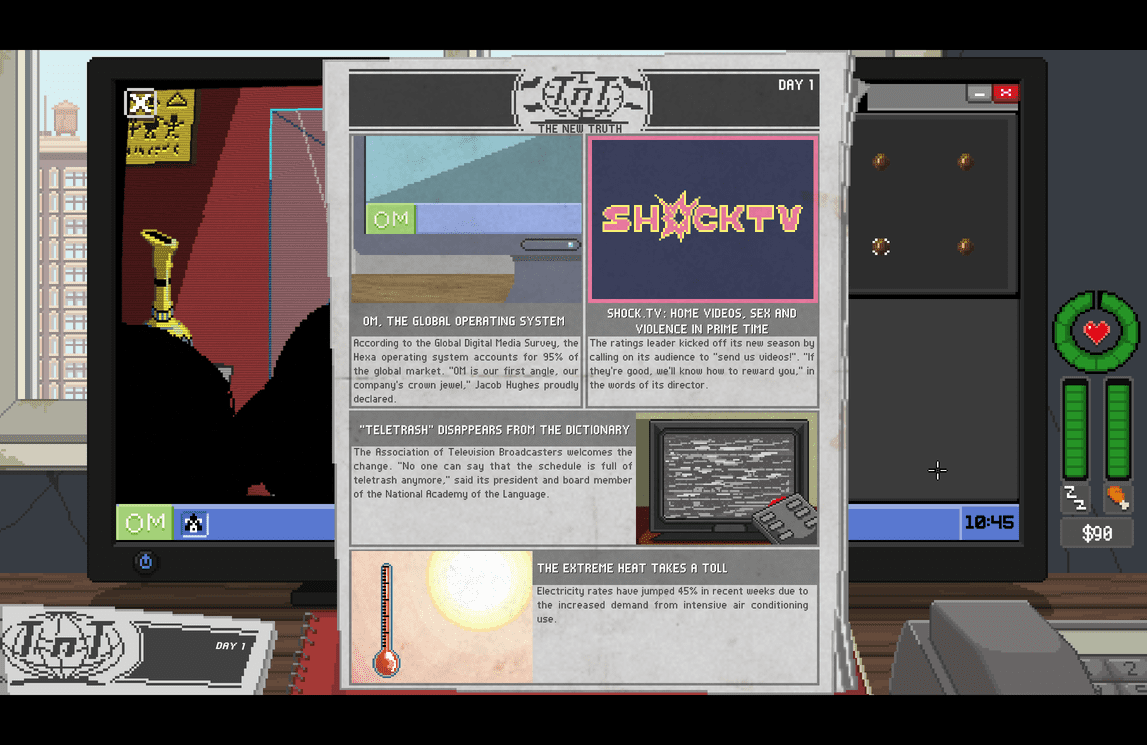 TnT
THE NEW TRUTH
DAY 1
OM
SHOCKTV
OM, THE GLOBAL OPERATING SYSTEM
According to the Global Digital Media Survey, the
Hexa operating system accounts for 95% of
the global market. "OM is our first angle, our
company's crown jewel," Jacob Hughes proudly
declared.
SHOCK.TV: HOME VIDEOS, SEX AND
VIOLENCE IN PRIME TIME
The ratings leader kicked off its new season by
calling on its audience to "send us videos!". "If
they're good, we'll know how to reward you," in
the words of its director.
"TELETRASH" DISAPPEARS FROM THE DICTIONARY
The Association of Television Broadcasters welcomes the
change. "No one can say that the schedule is full of
teletrash anymore," said its president and board member
of the National Academy of the Language.
THE EXTREME HEAT TAKES A TOLL
Electricity rates have jumped 45% in recent weeks due to
the increased demand from intensive air conditioning
use.
OM
10:45
ZZZ
$90
TnT
DAY 1
2